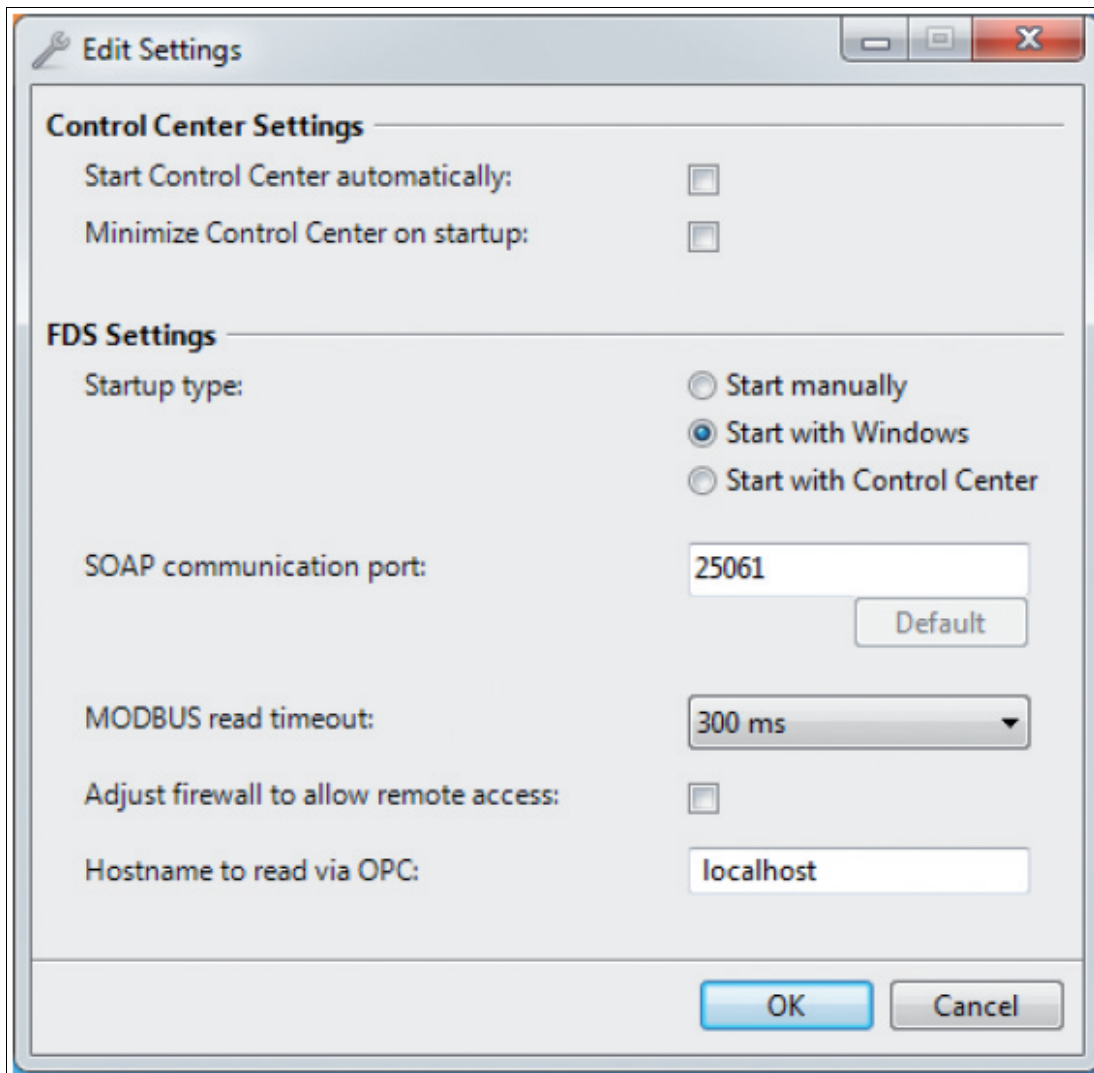 Edit Settings
Control Center Settings
Start Control Center automatically:
Minimize Control Center on startup:
FDS Settings
Startup type:
Start manually
Start with Windows
Start with Control Center
SOAP communication port:
25061
Default
MODBUS read timeout:
300 ms
Adjust firewall to allow remote access:
Hostname to read via OPC:
localhost
OK
Cancel